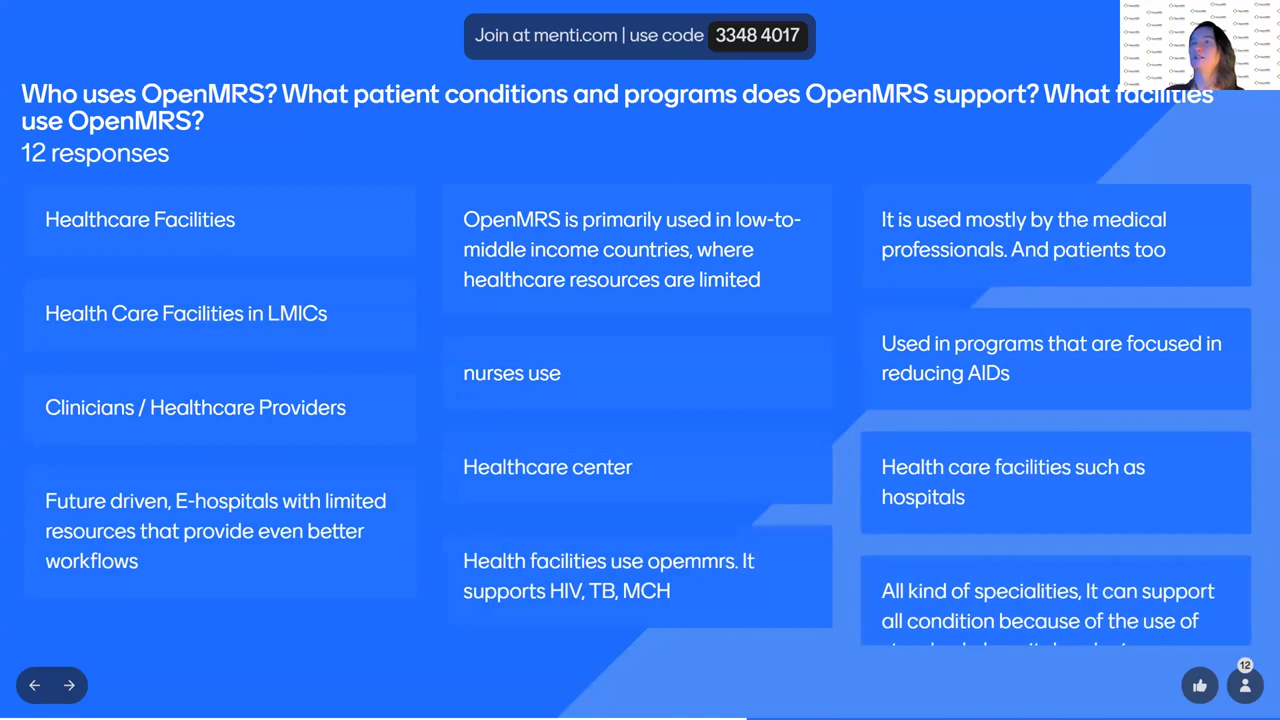 Join at menti.com | use code 3348 4017
Who uses OpenMRS? What patient conditions and programs does OpenMRS support? What facilities
use OpenMRS?
12 responses
Healthcare Facilities
Health Care Facilities in LMICs
Clinicians / Healthcare Providers
Future driven, E-hospitals with limited
resources that provide even better
workflows
OpenMRS is primarily used in low-to-
middle income countries, where
healthcare resources are limited
nurses use
Healthcare center
Health facilities use opemmrs. It
supports HIV, TB, MCH
It is used mostly by the medical
professionals. And patients too
Used in programs that are focused in
reducing AIDs
Health care facilities such as
hospitals
All kind of specialities, It can support
all condition because of the use of
12